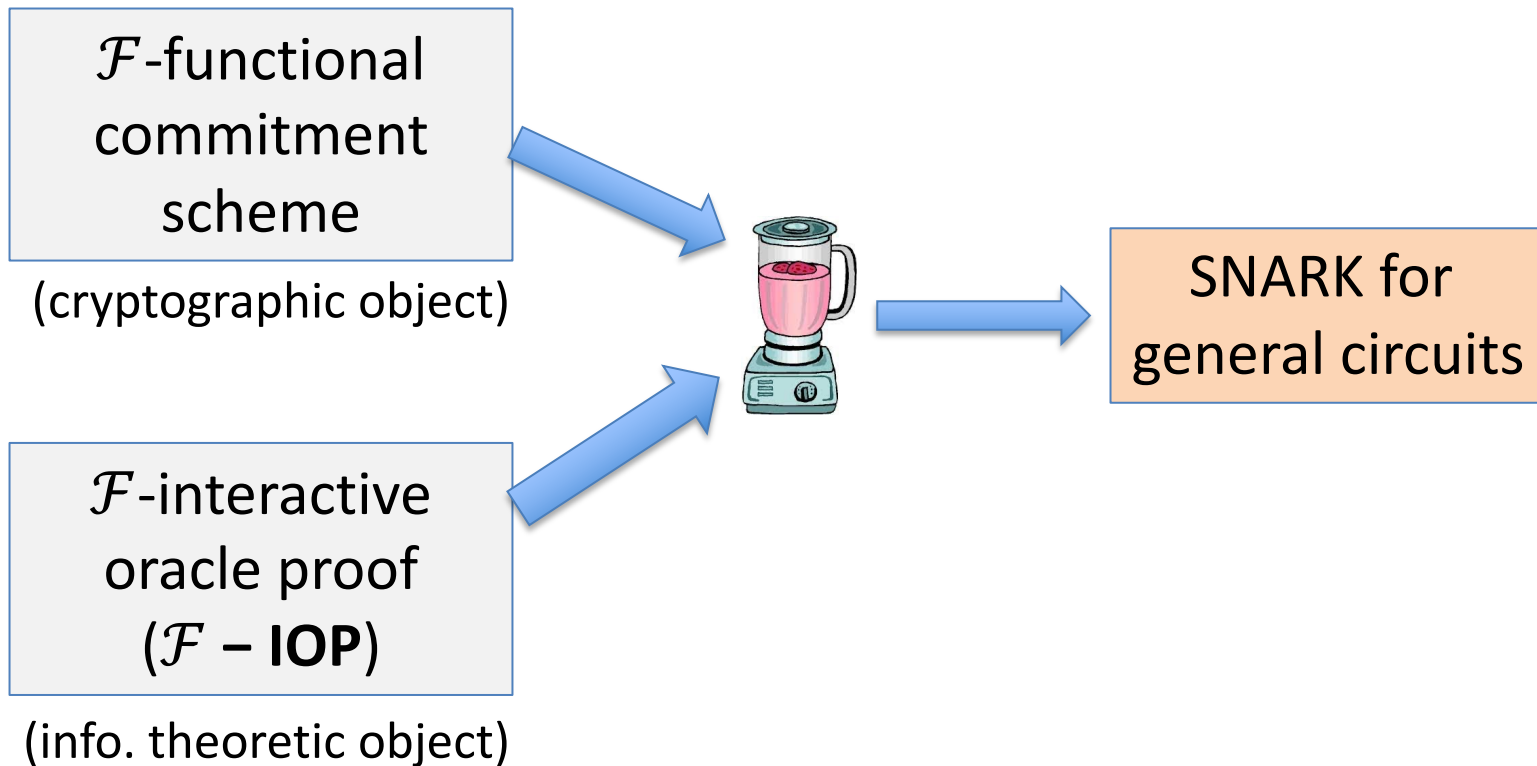 ℱ-functional
commitment
scheme
(cryptographic object)
ℱ-interactive
oracle proof
(ℱ – IOP)
(info. theoretic object)
SNARK for
general circuits